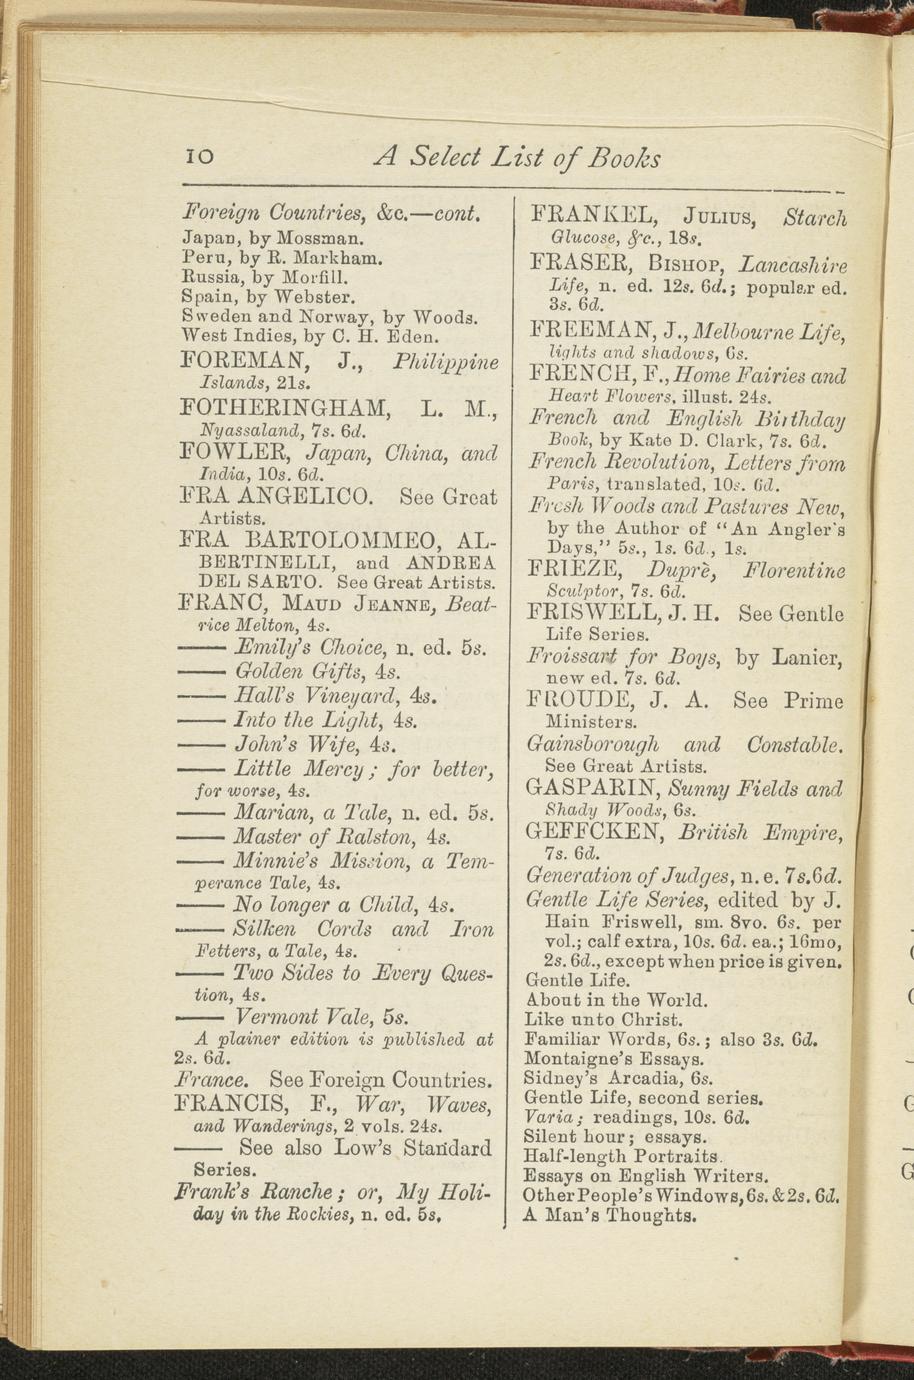 10
A Select List of Books
Foreign Countries, &c.—cont.
Japan, by Mossman.
Peru, by R. Markham.
Russia, by Morfill.
Spain, by Webster.
Sweden and Norway, by Woods.
West Indies, by C. H. Eden.
FOREMAN, J., Philippine
Islands, 21s.
FOTHERINGHAM, L. M.,
Nyassaland, 7s. 6d.
FOWLER, Japan, China, and
India, 10s. 6d.
FRA ANGELICO. See Great
Artists.
FRA BARTOLOMMEO, AL-
BERTINELLI, and ANDREA
DEL SARTO. See Great Artists.
FRANC, MAUD JEANNE, Beat-
rice Melton, 4s.
—— Emily's Choice, n. ed. 5s.
—— Golden Gifts, 4s.
—— Hall's Vineyard, 4s.
—— Into the Light, 4s.
—— John's Wife, 4s.
—— Little Mercy; for better,
for worse, 4s.
—— Marian, a Tale, n. ed. 5s.
—— Master of Ralston, 4s.
—— Minnie's Mission, a Tem-
perance Tale, 4s.
—— No longer a Child, 4s.
—— Silken Cords and Iron
Fetters, a Tale, 4s.
—— Two Sides to Every Ques-
tion, 4s.
—— Vermont Vale, 5s.
A plainer edition is published at
2s. 6d.
France. See Foreign Countries.
FRANCIS, F., War, Waves,
and Wanderings, 2 vols. 24s.
—— See also Low's Standard
Series.
Frank's Ranche; or, My Holi-
day in the Rockies, n. ed. 5s.
FRANKEL, JULIUS, Starch
Glucose, &c., 18s.
FRASER, BISHOP, Lancashire
Life, n. ed. 12s. 6d.; popular ed.
3s. 6d.
FREEMAN, J., Melbourne Life,
lights and shadows, 6s.
FRENCH, F., Home Fairies and
Heart Flowers, illust. 24s.
French and English Birthday
Book, by Kate D. Clark, 7s. 6d.
French Revolution, Letters from
Paris, translated, 10s. 6d.
Fresh Woods and Pastures New,
by the Author of "An Angler's
Days," 5s., 1s. 6d., 1s.
FRIEZE, Duprè, Florentine
Sculptor, 7s. 6d.
FRISWELL, J. H. See Gentle
Life Series.
Froissart for Boys, by Lanier,
new ed. 7s. 6d.
FROUDE, J. A. See Prime
Ministers.
Gainsborough and Constable.
See Great Artists.
GASPARIN, Sunny Fields and
Shady Woods, 6s.
GEFFCKEN, British Empire,
7s. 6d.
Generation of Judges, n. e. 7s.6d.
Gentle Life Series, edited by J.
Hain Friswell, sm. 8vo. 6s. per
vol.; calf extra, 10s. 6d. ea.; 16mo,
2s. 6d., except when price is given.
Gentle Life.
About in the World.
Like unto Christ.
Familiar Words, 6s.; also 3s. 6d.
Montaigne's Essays.
Sidney's Arcadia, 6s.
Gentle Life, second series.
Varia; readings, 10s. 6d.
Silent hour; essays.
Half-length Portraits.
Essays on English Writers.
Other People's Windows, 6s. & 2s. 6d.
A Man's Thoughts.